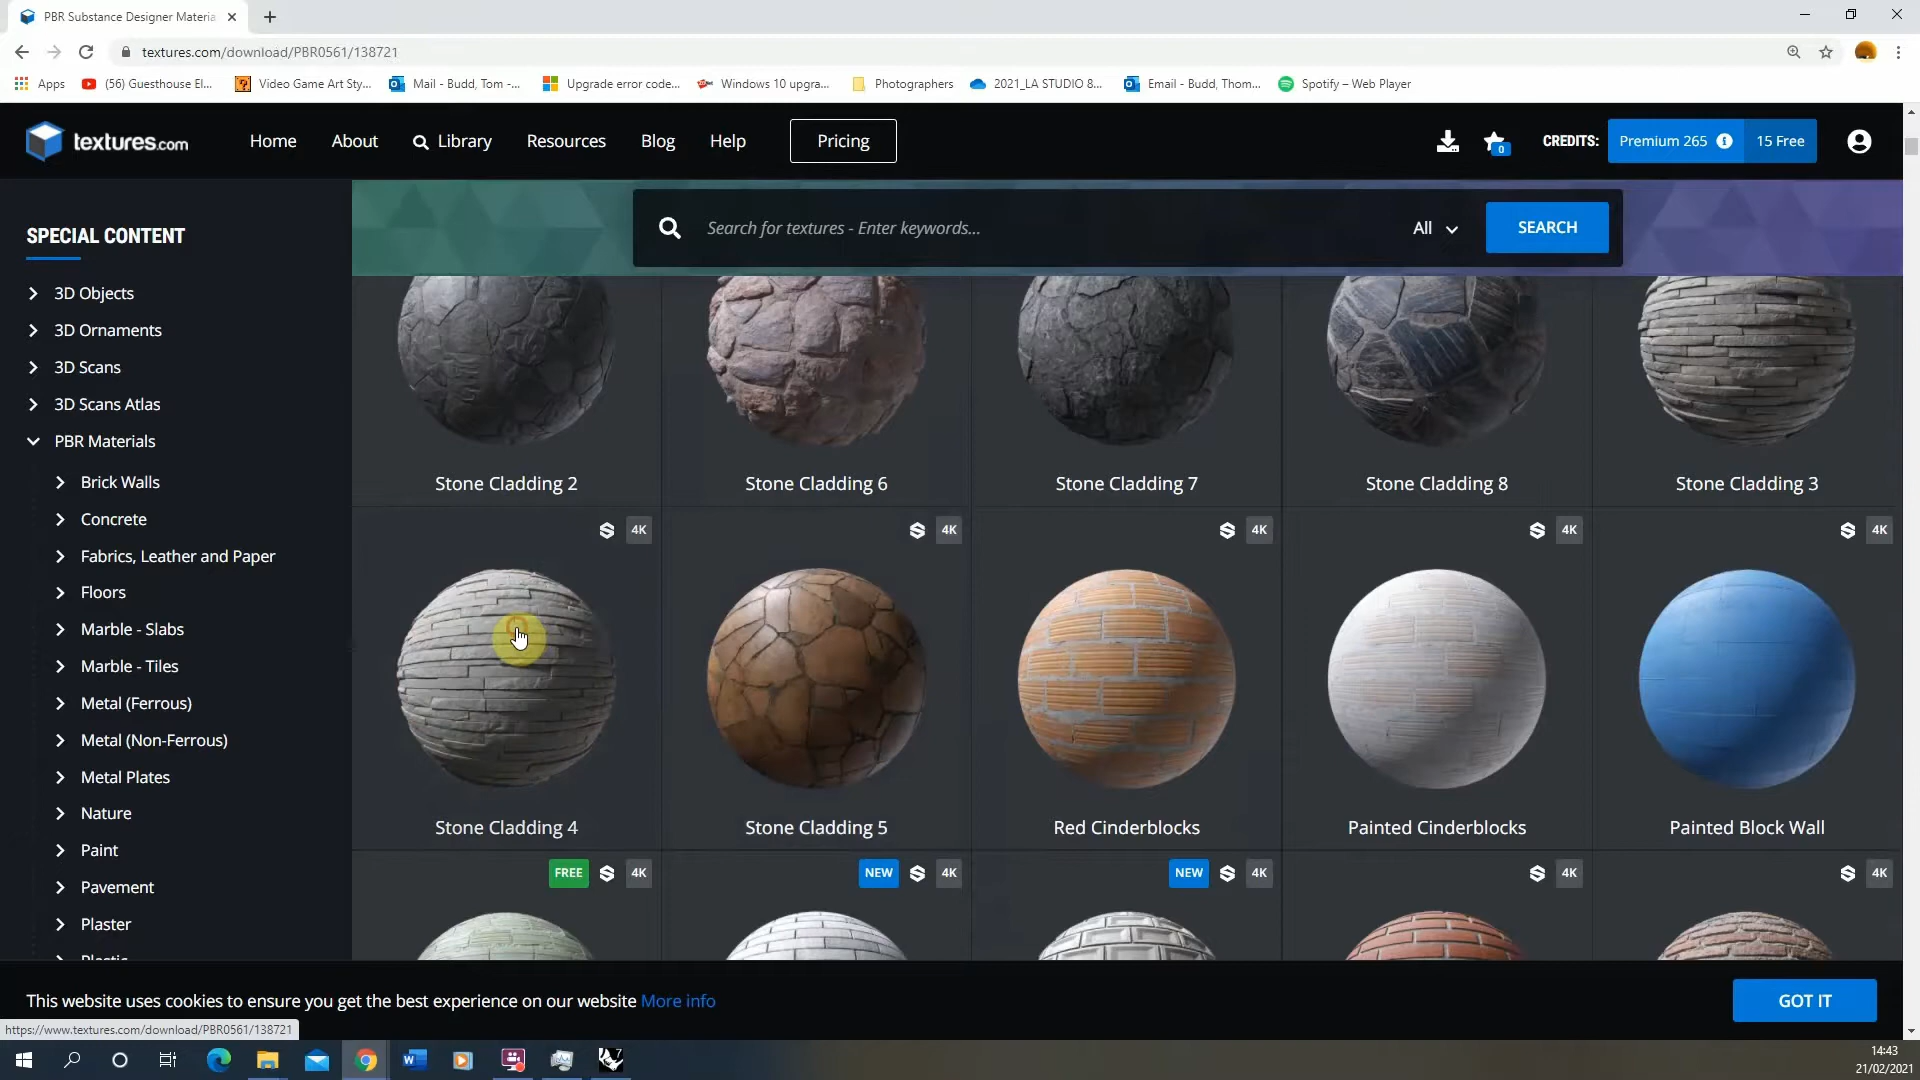 PBR Substance Designer Materia
textures.com/download/PBR0561/138721
Apps
(56) Guesthouse El...
Video Game Art Sty...
Mail - Budd, Tom -...
Upgrade error code...
Windows 10 upgra...
Photographers
2021_LA STUDIO 8...
Email - Budd, Thom...
Spotify – Web Player
textures.com
Home
About
Library
Resources
Blog
Help
Pricing
0
CREDITS:
Premium 265
15 Free
SPECIAL CONTENT
3D Objects
3D Ornaments
3D Scans
3D Scans Atlas
PBR Materials
Brick Walls
Concrete
Fabrics, Leather and Paper
Floors
Marble - Slabs
Marble - Tiles
Metal (Ferrous)
Metal (Non-Ferrous)
Metal Plates
Nature
Paint
Pavement
Plaster
Plastic
Search for textures - Enter keywords...
All
SEARCH
Stone Cladding 2
Stone Cladding 6
Stone Cladding 7
Stone Cladding 8
Stone Cladding 3
4K
4K
4K
4K
4K
Stone Cladding 4
Stone Cladding 5
Red Cinderblocks
Painted Cinderblocks
Painted Block Wall
FREE
4K
NEW
4K
NEW
4K
4K
4K
This website uses cookies to ensure you get the best experience on our website More info
GOT IT
https://www.textures.com/download/PBR0561/138721
14:43
21/02/2021